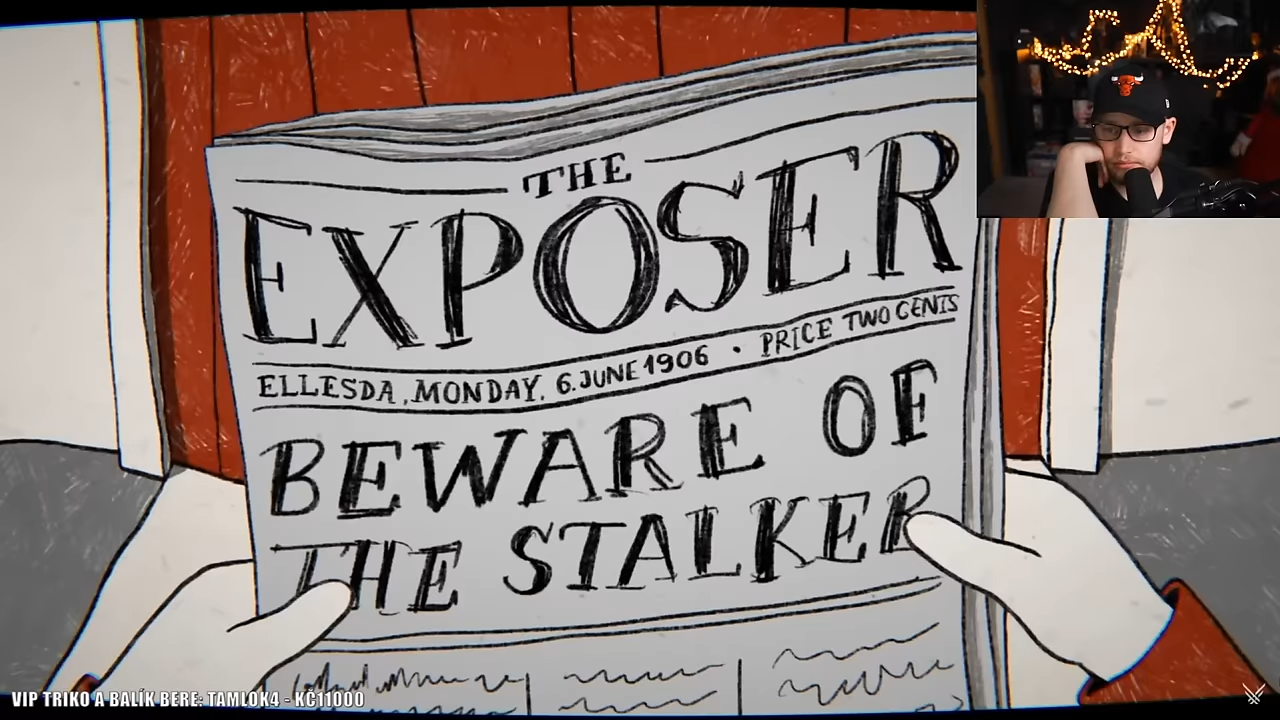 THE
EXPOSER
ELLESDA, MONDAY, 6. JUNE 1906 · PRICE TWO CENTS
BEWARE OF
THE STALKER
VIP TRIKO A BALÍK BERE: TAMLOK4 - KČ11000